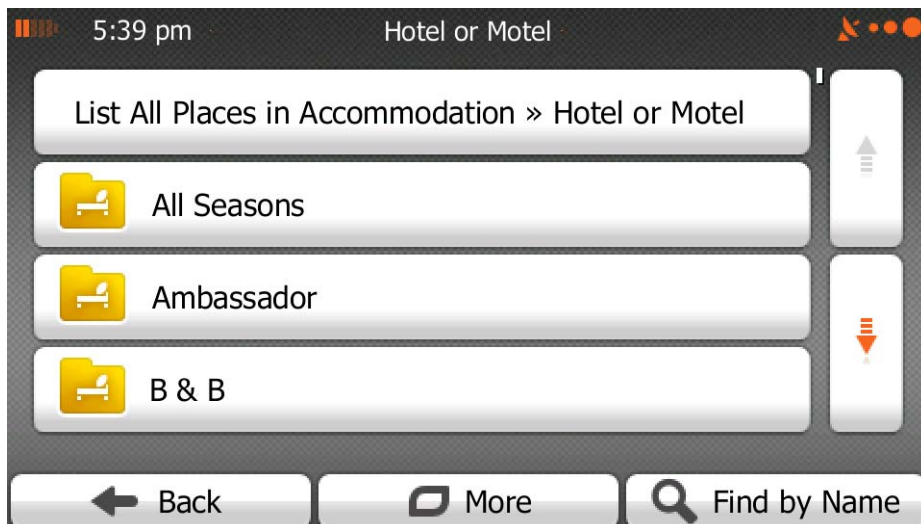 5:39 pm
Hotel or Motel
List All Places in Accommodation » Hotel or Motel
All Seasons
Ambassador
B & B
Back
More
Find by Name